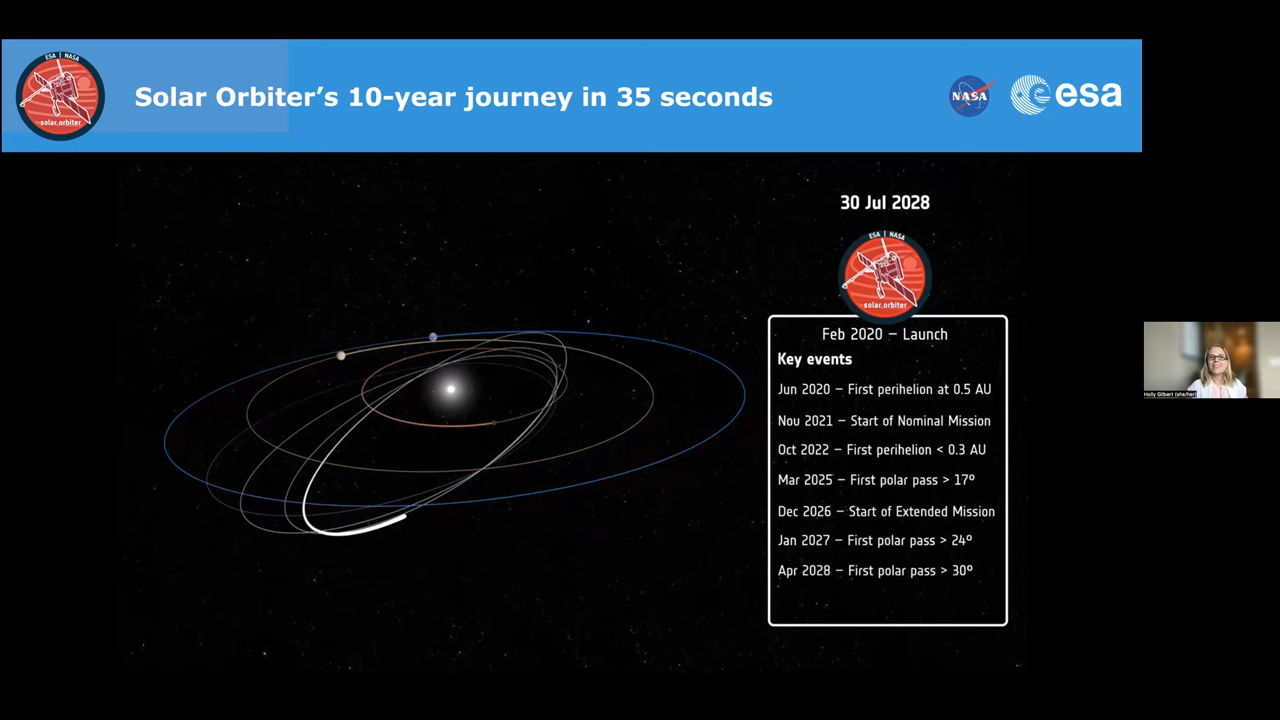 ESA | NASA
solar.orbiter
Solar Orbiter's 10-year journey in 35 seconds
NASA
esa
30 Jul 2028
ESA | NASA
solar.orbiter
Feb 2020 – Launch
Key events
Jun 2020 – First perihelion at 0.5 AU
Nov 2021 – Start of Nominal Mission
Oct 2022 – First perihelion < 0.3 AU
Mar 2025 – First polar pass > 17º
Dec 2026 – Start of Extended Mission
Jan 2027 – First polar pass > 24º
Apr 2028 – First polar pass > 30º
Holly Gilbert (she/her)